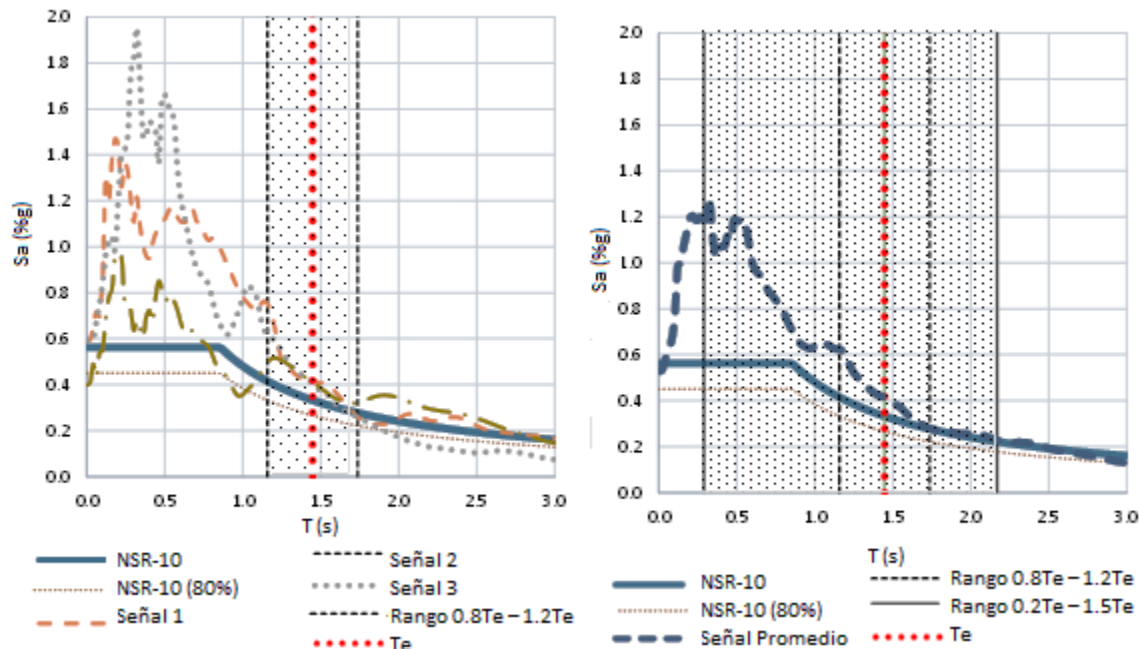 2.0
1.8
1.6
1.4
1.2
1.0
0.8
0.6
0.4
0.2
0.0
Sa (%g)
0.0 0.5 1.0 1.5 2.0 2.5 3.0
T (s)
NSR-10
NSR-10 (80%)
Señal 1
Señal 2
Señal 3
Rango 0.8Te – 1.2Te
Te
2.0
1.8
1.6
1.4
1.2
1.0
0.8
0.6
0.4
0.2
0.0
Sa (%g)
0.0 0.5 1.0 1.5 2.0 2.5 3.0
T (s)
NSR-10
NSR-10 (80%)
Señal Promedio
Rango 0.8Te – 1.2Te
Rango 0.2Te – 1.5Te
Te